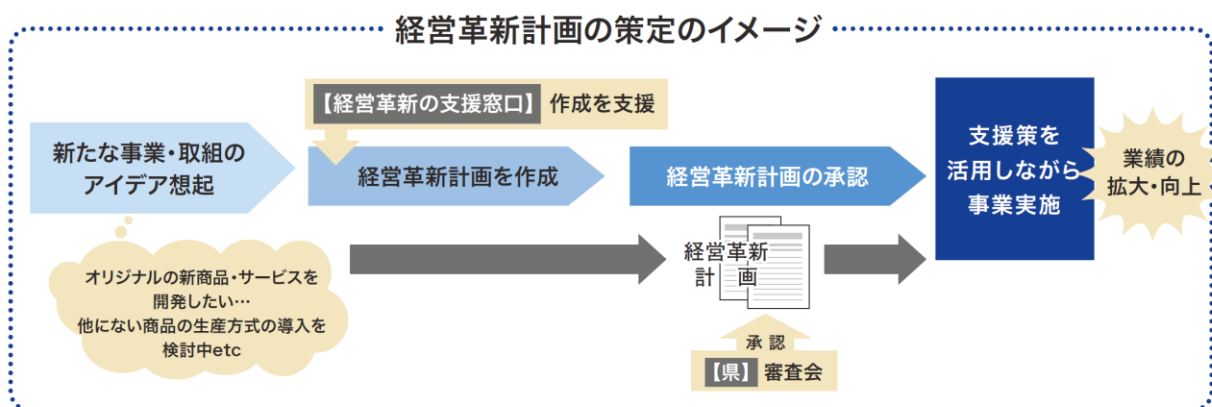 経営革新計画の策定のイメージ
【経営革新の支援窓口】作成を支援
新たな事業・取組の
アイデア想起
経営革新計画を作成
経営革新計画の承認
支援策を
活用しながら
事業実施
業績の
拡大・向上
オリジナルの新商品・サービスを
開発したい…
他にない商品の生産方式の導入を
検討中etc
経営革新
計画
承認
【県】審査会